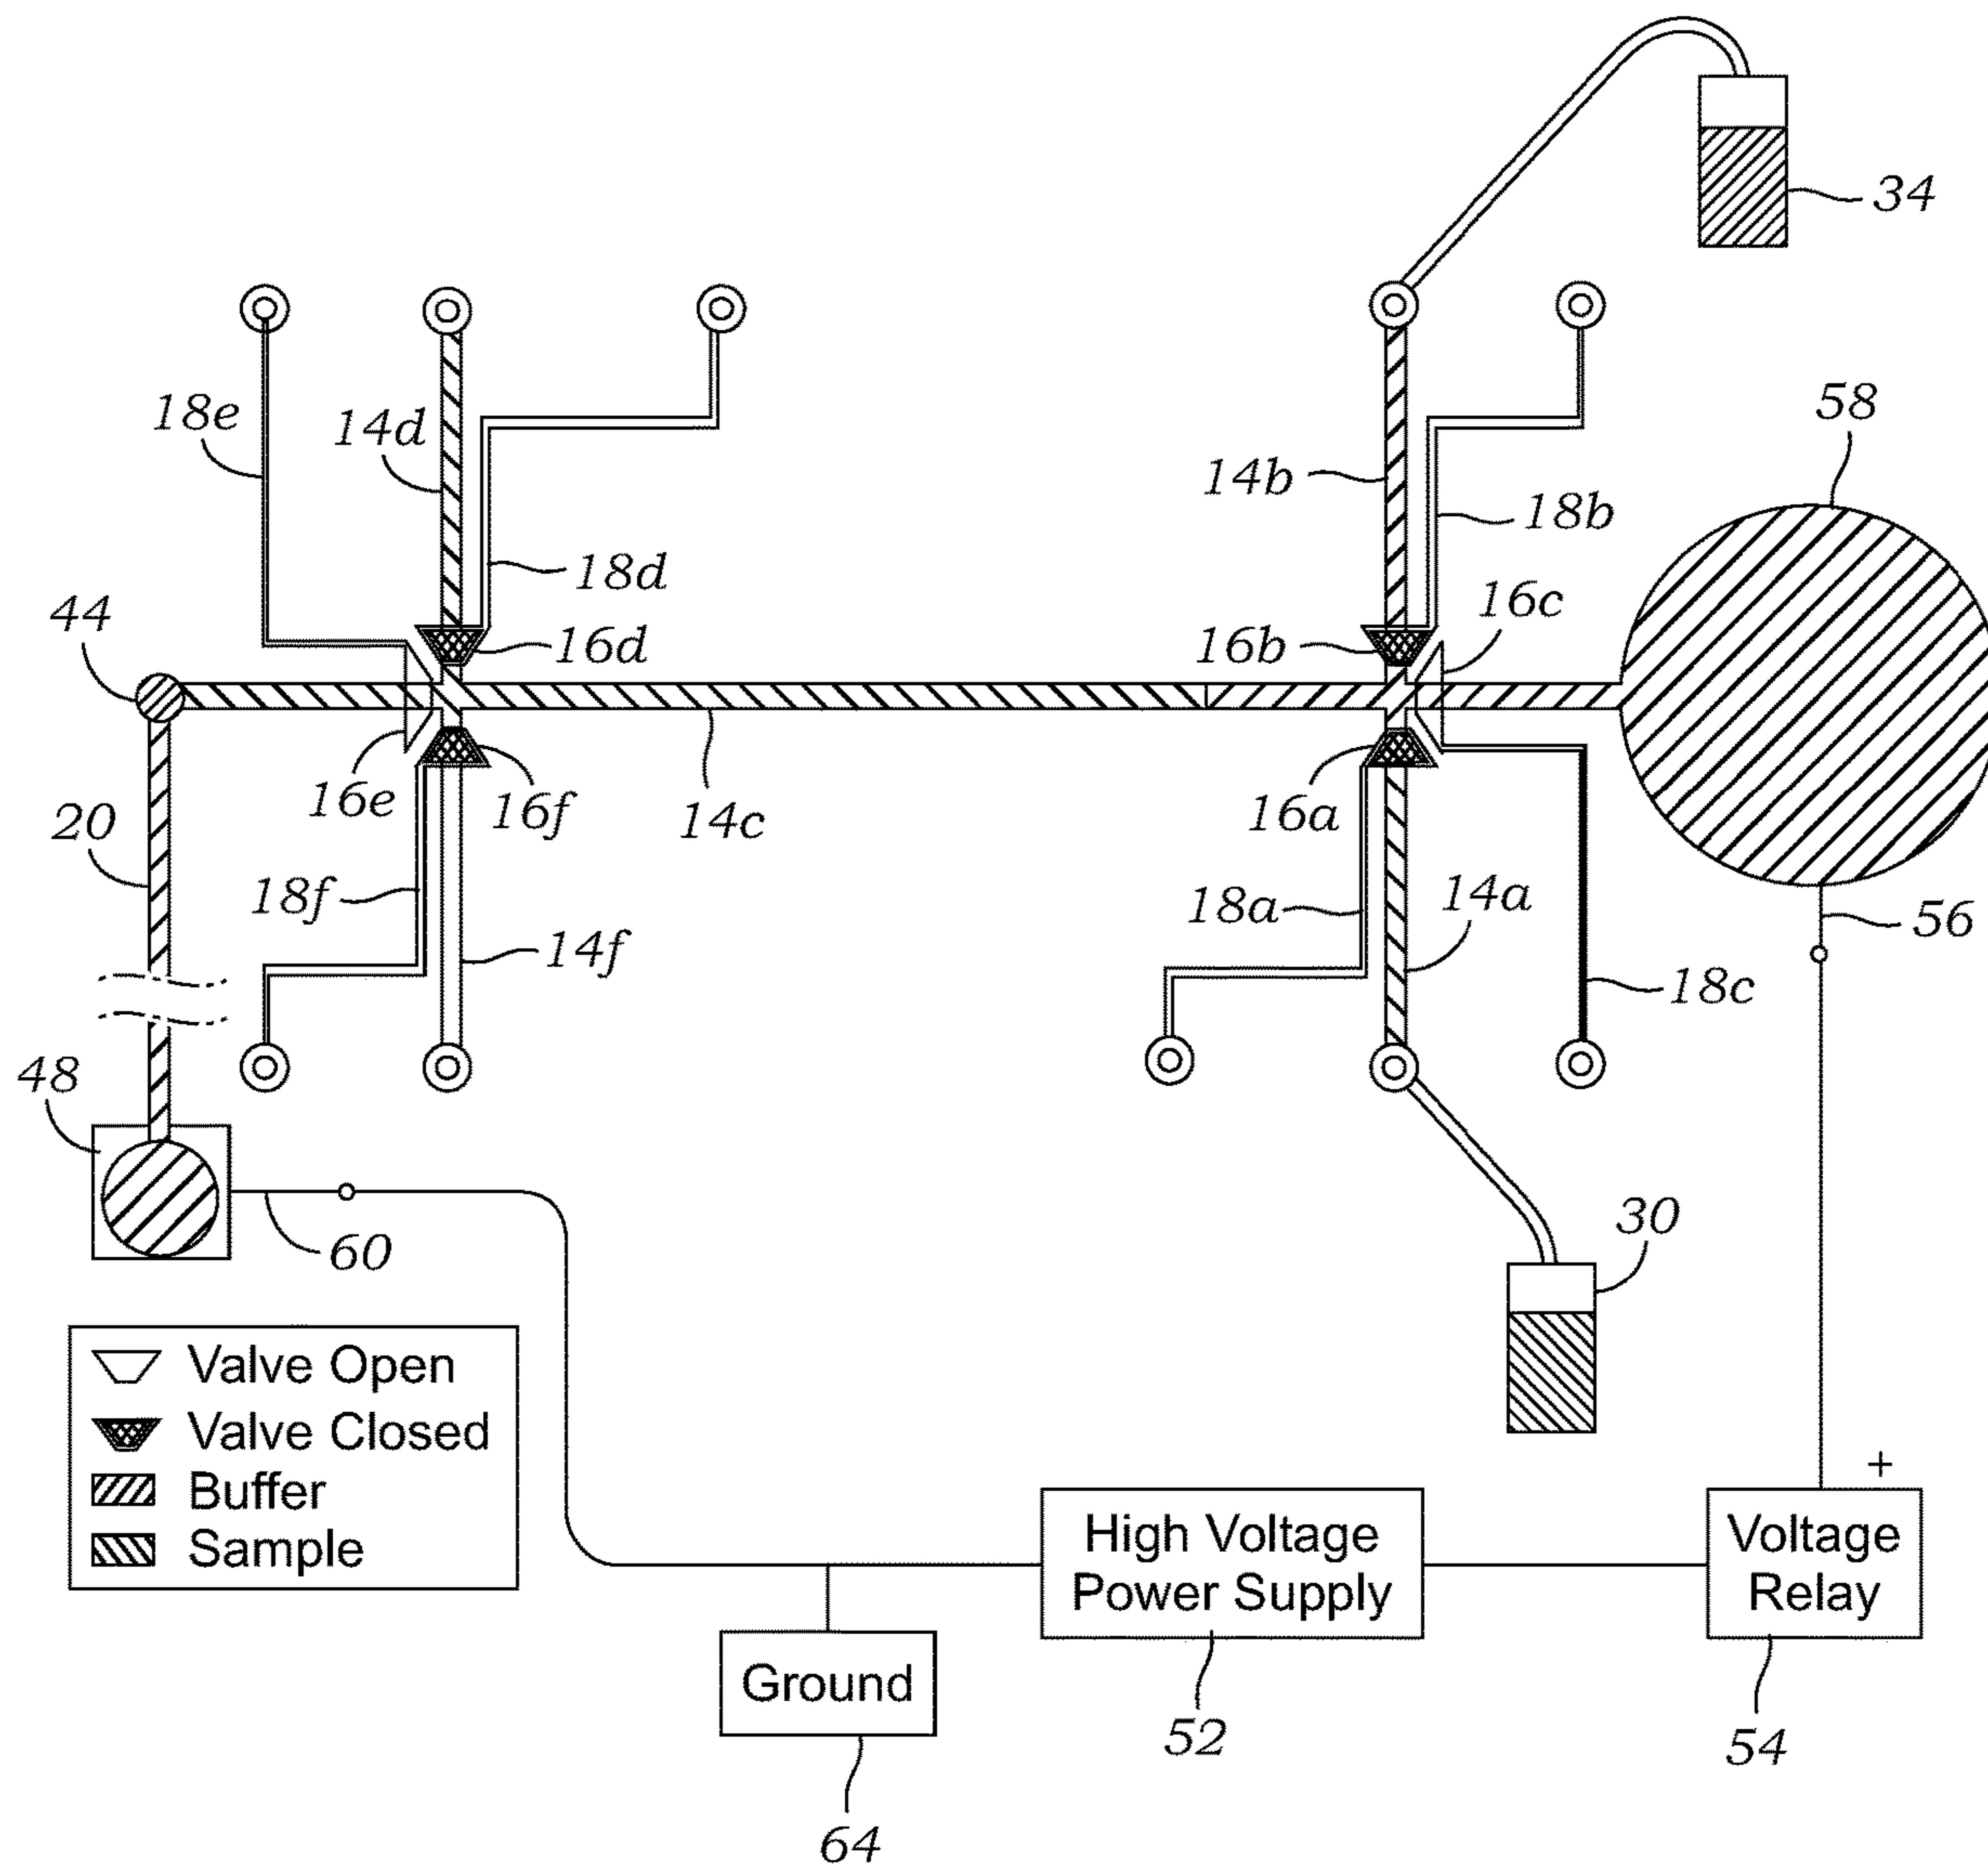 34
58
18e
14d
14b
18b
18d
16c
44
16d
16b
16e
16f
14c
16a
20
18f
18a
14a
14f
56
18c
48
60
30
Valve Open
Valve Closed
Buffer
Sample
+
High Voltage
Power Supply
Voltage
Relay
Ground
52
54
64